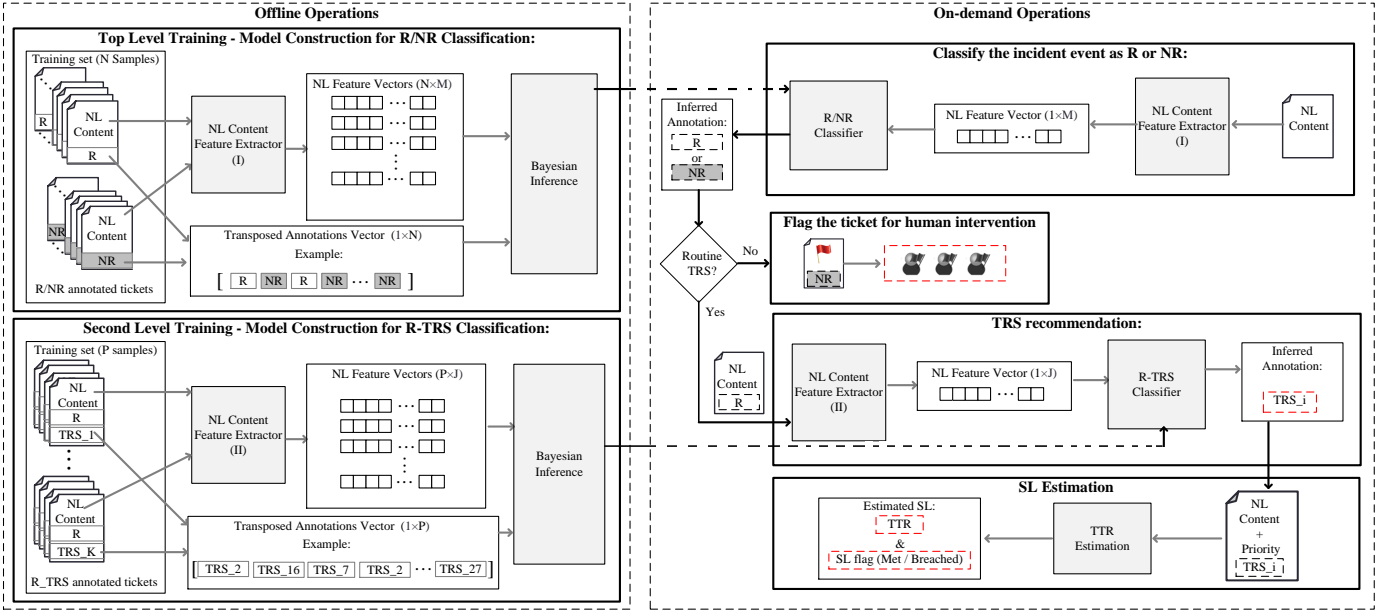 Offline Operations
Top Level Training - Model Construction for R/NR Classification:
Training set (N Samples)
R
NL
Content
R
NR
NL
Content
NR
R/NR annotated tickets
NL Content
Feature Extractor
(I)
NL Feature Vectors (N×M)
Transposed Annotations Vector (1×N)
Example:
[ R NR R NR ... NR ]
Bayesian
Inference
Second Level Training - Model Construction for R-TRS Classification:
Training set (P samples)
NL
Content
R
TRS_1
NL
Content
R
TRS_K
R_TRS annotated tickets
NL Content
Feature Extractor
(II)
NL Feature Vectors (P×J)
Transposed Annotations Vector (1×P)
Example:
[ TRS_2 TRS_16 TRS_7 TRS_2 ... TRS_27 ]
Bayesian
Inference
On-demand Operations
Classify the incident event as R or NR:
Inferred
Annotation:
R
or
NR
R/NR
Classifier
NL Feature Vector (1×M)
NL Content
Feature Extractor
(I)
NL
Content
Routine
TRS?
No
Yes
Flag the ticket for human intervention
NR
TRS recommendation:
NL
Content
R
NL Content
Feature Extractor
(II)
NL Feature Vector (1×J)
R-TRS
Classifier
Inferred
Annotation:
TRS_i
SL Estimation
Estimated SL:
TTR
&
SL flag (Met / Breached)
TTR
Estimation
NL
Content
+
Priority
TRS_i